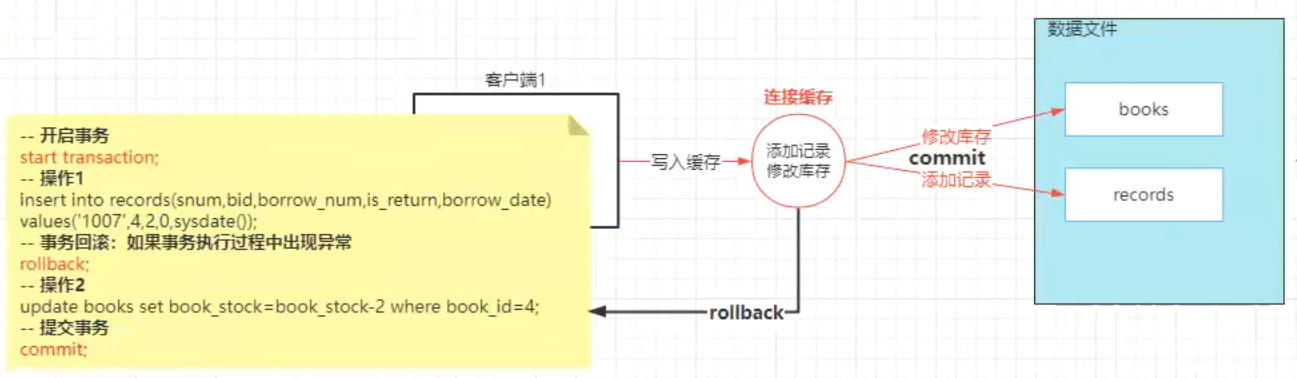 客户端1
-- 开启事务
start transaction;
-- 操作1
insert into records(snum,bid,borrow_num,is_return,borrow_date)
values('1007',4,2,0,sysdate());
-- 事务回滚：如果事务执行过程中出现异常
rollback;
-- 操作2
update books set book_stock=book_stock-2 where book_id=4;
-- 提交事务
commit;
写入缓存
连接缓存
添加记录
修改库存
rollback
修改库存
commit
添加记录
数据文件
books
records